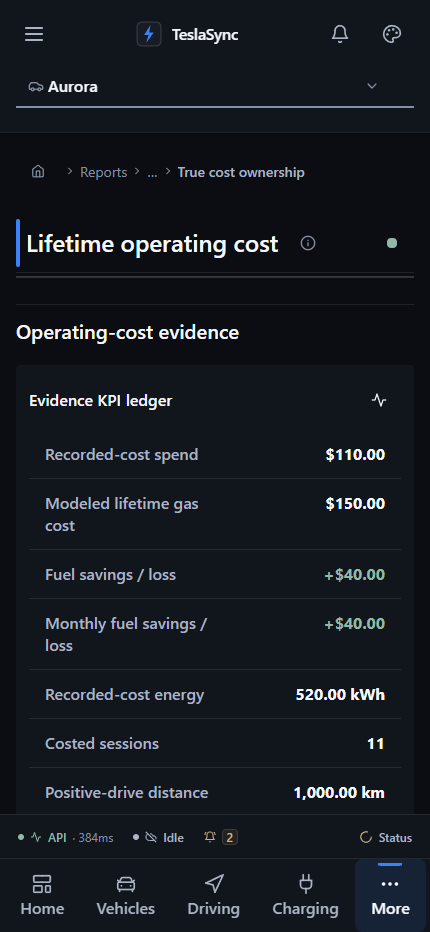 TeslaSync
Aurora
Reports
...
True cost ownership
Lifetime operating cost
Operating-cost evidence
Evidence KPI ledger
Recorded-cost spend
$110.00
Modeled lifetime gas
cost
$150.00
Fuel savings / loss
+$40.00
Monthly fuel savings /
loss
+$40.00
Recorded-cost energy
520.00 kWh
Costed sessions
11
Positive-drive distance
1,000.00 km
API · 384ms
Idle
2
Status
Home
Vehicles
Driving
Charging
More